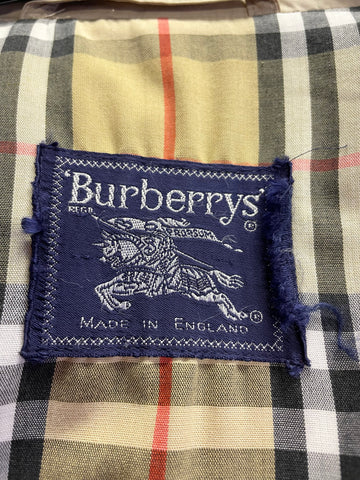 'Burberrys'
REGD
PRORSUM
®
MADE IN ENGLAND
®